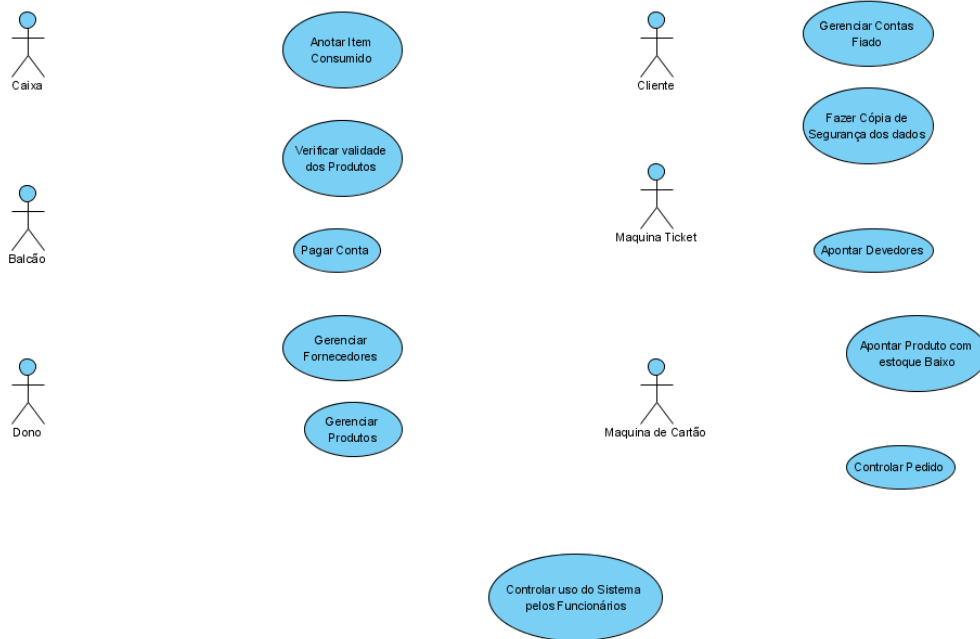 Caixa
Anotar Item
Consumido
Cliente
Gerenciar Contas
Fiado
Verificar validade
dos Produtos
Fazer Cópia de
Segurança dos dados
Balcão
Pagar Conta
Maquina Ticket
Apontar Devedores
Gerenciar
Fornecedores
Apontar Produto com
estoque Baixo
Dono
Gerenciar
Produtos
Maquina de Cartão
Controlar Pedido
Controlar uso do Sistema
pelos Funcionários